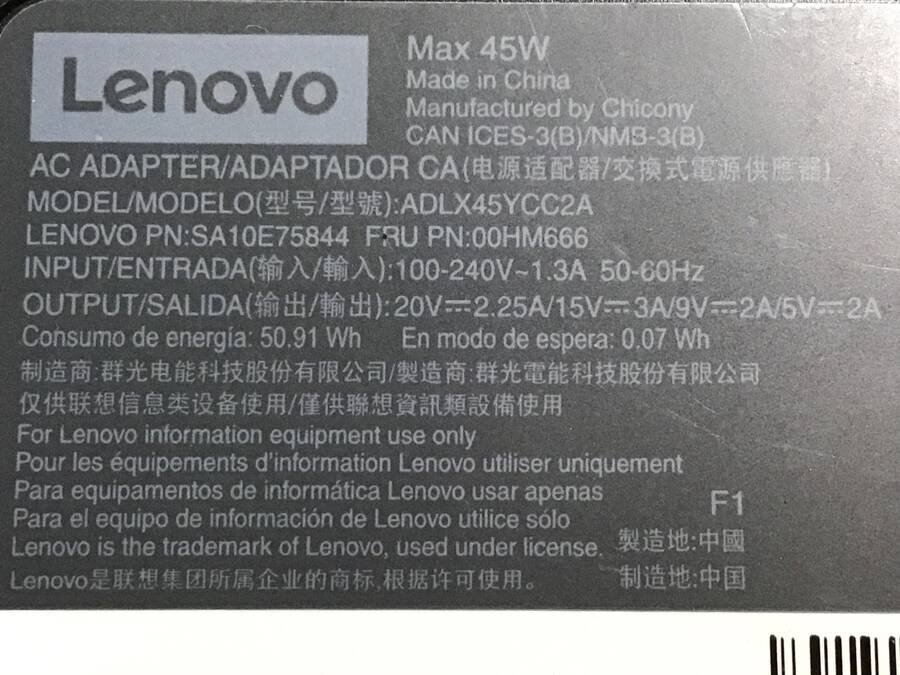 Lenovo
Max 45W
Made in China
Manufactured by Chicony
CAN ICES-3(B)/NMB-3(B)
AC ADAPTER/ADAPTADOR CA(电源适配器/交換式電源供應器)
MODEL/MODELO(型号/型號):ADLX45YCC2A
LENOVO PN:SA10E75844 FRU PN:00HM666
INPUT/ENTRADA(输入/輸入):100-240V~1.3A 50-60Hz
OUTPUT/SALIDA(输出/輸出):20V⎓2.25A/15V⎓3A/9V⎓2A/5V⎓2A
Consumo de energía: 50.91 Wh En modo de espera: 0.07 Wh
制造商:群光电能科技股份有限公司/製造商:群光電能科技股份有限公司
仅供联想信息类设备使用/僅供聯想資訊類設備使用
For Lenovo information equipment use only
Pour les équipements d'information Lenovo utiliser uniquement
Para equipamentos de informática Lenovo usar apenas
Para el equipo de información de Lenovo utilice sólo
F1
Lenovo is the trademark of Lenovo, used under license.
製造地:中國
Lenovo是联想集团所属企业的商标,根据许可使用。
制造地:中国